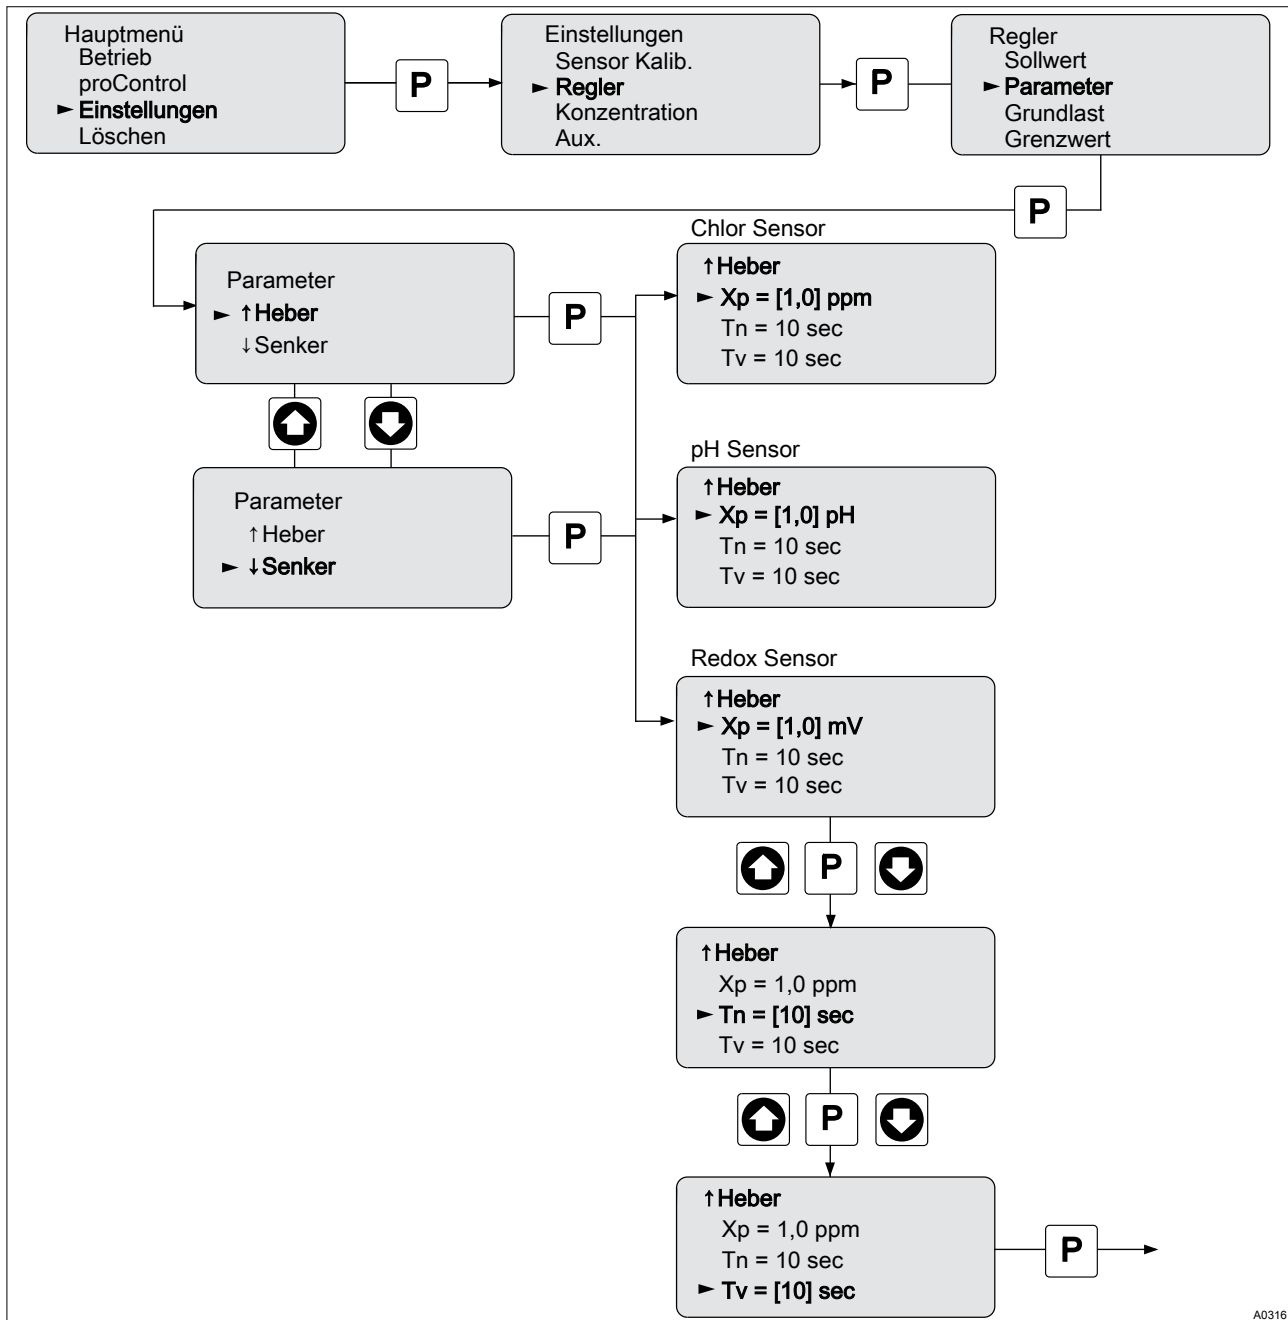 Hauptmenü
Betrieb
proControl
► Einstellungen
Löschen
P
Einstellungen
Sensor Kalib.
► Regler
Konzentration
Aux.
P
Regler
Sollwert
► Parameter
Grundlast
Grenzwert
P
Parameter
► ↑Heber
↓Senker
P
Parameter
↑Heber
► ↓Senker
P
Chlor Sensor
↑Heber
► Xp = [1,0] ppm
Tn = 10 sec
Tv = 10 sec
pH Sensor
↑Heber
► Xp = [1,0] pH
Tn = 10 sec
Tv = 10 sec
Redox Sensor
↑Heber
► Xp = [1,0] mV
Tn = 10 sec
Tv = 10 sec
P
↑Heber
Xp = 1,0 ppm
► Tn = [10] sec
Tv = 10 sec
P
↑Heber
Xp = 1,0 ppm
Tn = 10 sec
► Tv = [10] sec
P
A0316